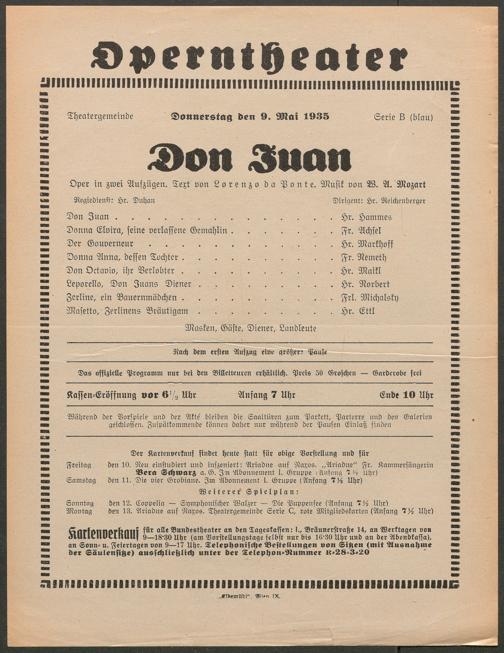 Operntheater
Theatergemeinde Donnerstag den 9. Mai 1935 Serie B (blau)
Don Juan
Oper in zwei Aufzügen. Text von Lorenzo da Ponte. Musik von W. A. Mozart
Regiedienst: Hr. Duhan Dirigent: Hr. Reichenberger
Don Juan . . . . . . . . . . . . Hr. Hammes
Donna Elvira, seine verlassene Gemahlin . . . . . . . Fr. Achsel
Der Gouverneur . . . . . . . . . . . Hr. Markhoff
Donna Anna, dessen Tochter . . . . . . . . . Fr. Nemeth
Don Octavio, ihr Verlobter . . . . . . . . . Hr. Maikl
Leporello, Don Juans Diener . . . . . . . . . Hr. Norbert
Zerline, ein Bauernmädchen . . . . . . . . . Frl. Michalsky
Masetto, Zerlinens Bräutigam . . . . . . . . . Hr. Ettl
Masken, Gäste, Diener, Landleute
Nach dem ersten Aufzug eine größere Pause
Das offizielle Programm nur bei den Billetteuren erhältlich. Preis 50 Groschen — Garderobe frei
Kassen-Eröffnung vor 6½ Uhr Anfang 7 Uhr Ende 10 Uhr
Während der Vorspiele und der Akte bleiben die Saaltüren zum Parkett, Parterre und den Galerien
geschlossen. Zuspätkommende können daher nur während der Pausen Einlaß finden
Der Kartenverkauf findet heute statt für obige Vorstellung und für
Freitag den 10. Neu einstudiert und inszeniert: Ariadne auf Naxos. „Ariadne" Fr. Kammersängerin
Vera Schwarz a. G. Im Abonnement I. Gruppe (Anfang 7½ Uhr)
Samstag den 11. Die vier Grobiane. Im Abonnement I. Gruppe (Anfang 7½ Uhr)
Weiterer Spielplan:
Sonntag den 12. Coppelia — Symphonischer Walzer — Die Puppenfee (Anfang 7½ Uhr)
Montag den 13. Ariadne auf Naxos. Theatergemeinde Serie C, rote Mitgliedskarten (Anfang 7½ Uhr)
Kartenverkauf für alle Bundestheater an den Tageskassen: I., Bräunerstraße 14, an Werktagen von
9—18·30 Uhr (am Vorstellungstage selbst nur bis 16·30 Uhr und an der Abendkassa),
an Sonn- u. Feiertagen von 9—17 Uhr. Telephonische Bestellungen von Sitzen (mit Ausnahme
der Säulensitze) ausschließlich unter der Telephon-Nummer R-28-3-20
„Elbemühl", Wien IX.